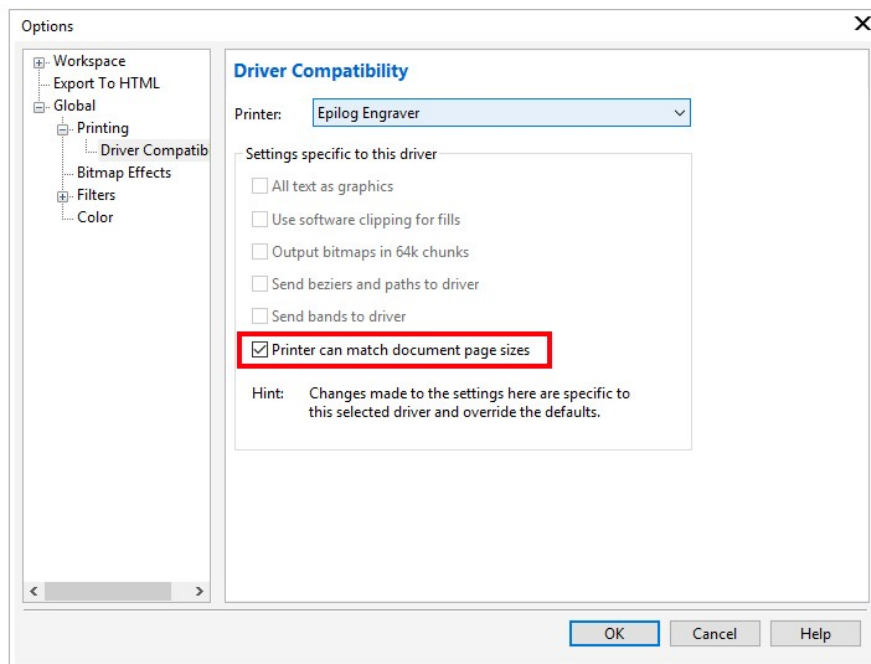 Options
Workspace
Export To HTML
Global
Printing
Driver Compatib
Bitmap Effects
Filters
Color
Driver Compatibility
Printer: Epilog Engraver
Settings specific to this driver
All text as graphics
Use software clipping for fills
Output bitmaps in 64k chunks
Send beziers and paths to driver
Send bands to driver
Printer can match document page sizes
Hint: Changes made to the settings here are specific to
this selected driver and override the defaults.
OK Cancel Help